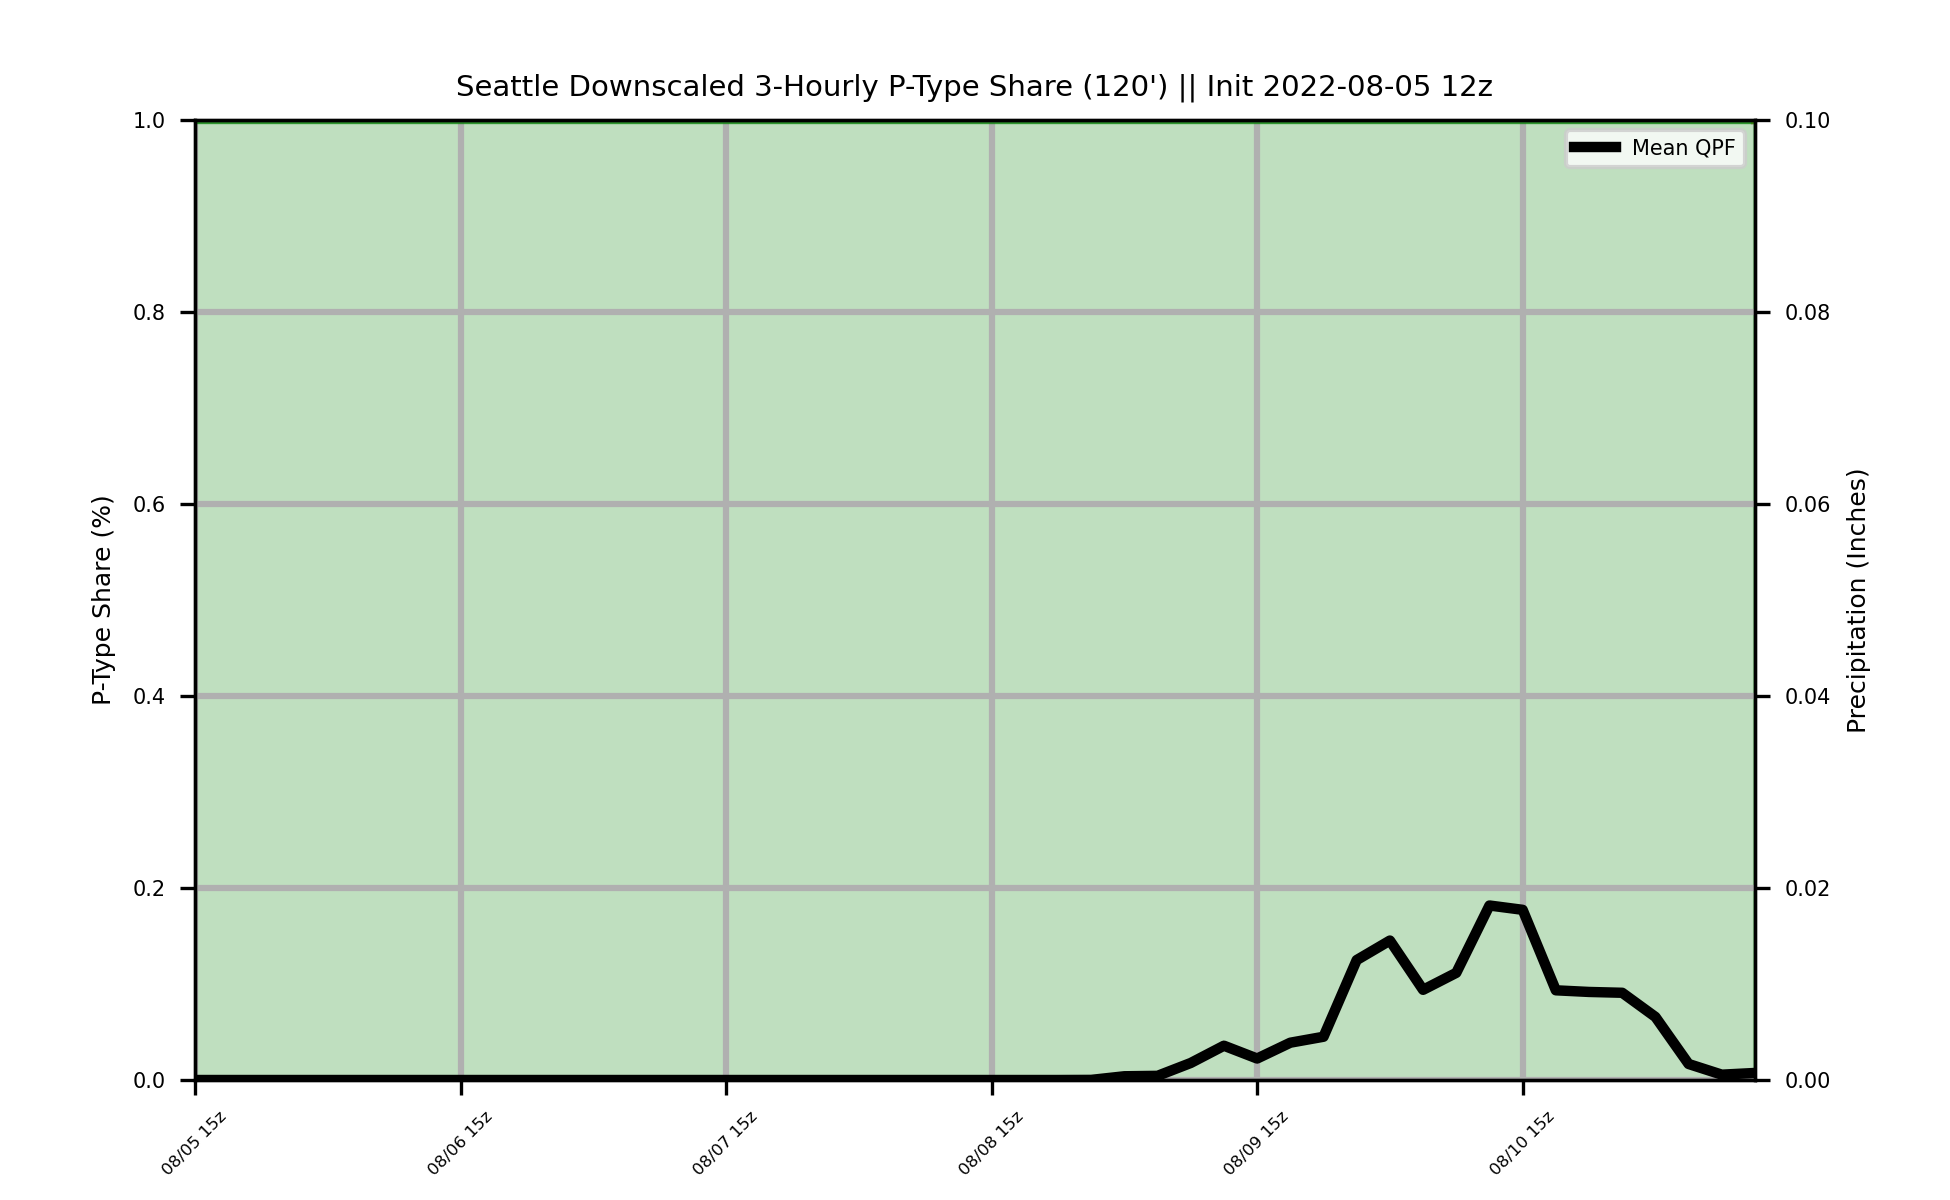 Seattle Downscaled 3-Hourly P-Type Share (120') || Init 2022-08-05 12z
Mean QPF
P-Type Share (%)
1.0
0.8
0.6
0.4
0.2
0.0
0.10
0.08
0.06
0.04
0.02
0.00
Precipitation (Inches)
08/05 15z
08/06 15z
08/07 15z
08/08 15z
08/09 15z
08/10 15z